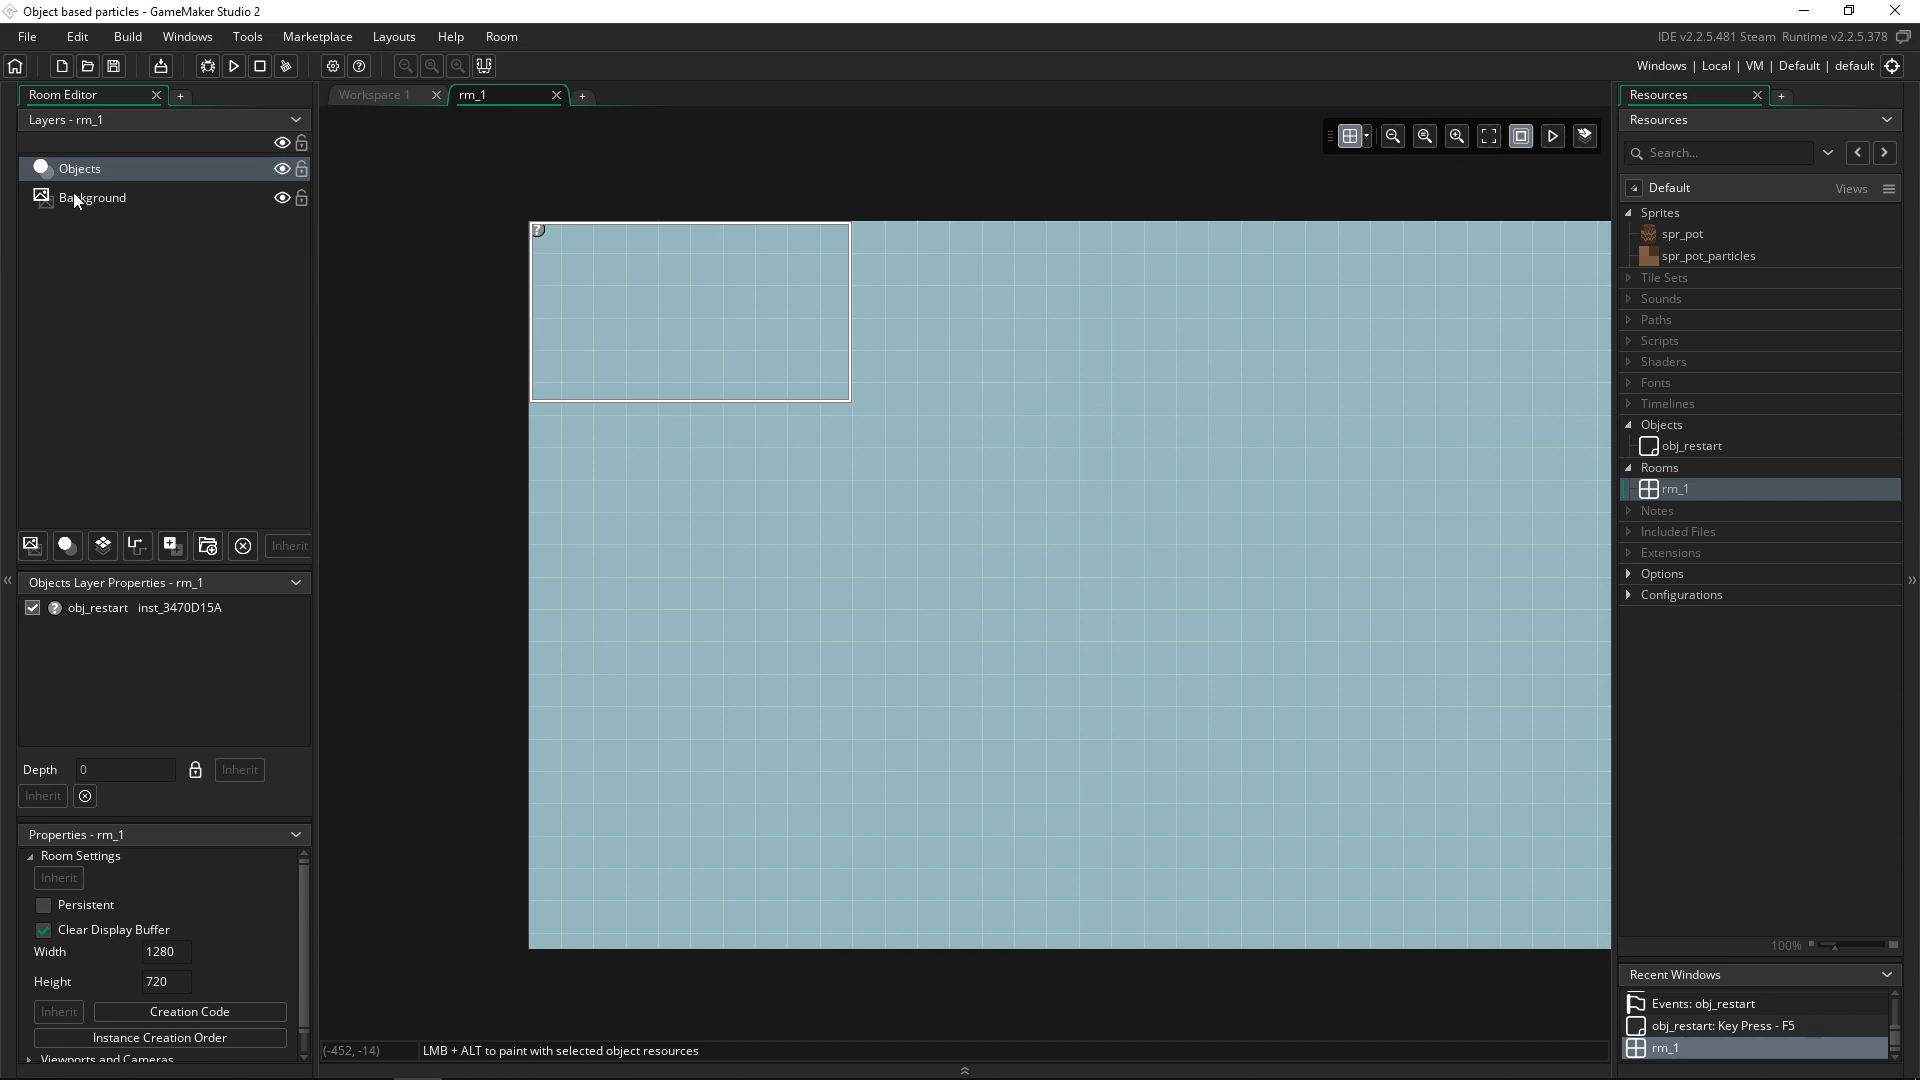 Object based particles - GameMaker Studio 2
File Edit Build Windows Tools Marketplace Layouts Help Room
IDE v2.2.5.481 Steam Runtime v2.2.5.378
Windows | Local | VM | Default | default
Room Editor
Workspace 1
rm_1
Resources
Layers - rm_1
Resources
Objects
Background
Search...
Default
Views
Sprites
spr_pot
spr_pot_particles
Tile Sets
Sounds
Paths
Scripts
Shaders
Fonts
Timelines
Objects
obj_restart
Rooms
rm_1
Notes
Included Files
Extensions
Options
Configurations
Inherit
Objects Layer Properties - rm_1
obj_restart inst_3470D15A
Depth 0 Inherit
Inherit
Properties - rm_1
Room Settings
Inherit
Persistent
Clear Display Buffer
Width 1280
Height 720
Inherit Creation Code
Instance Creation Order
Viewports and Cameras
(-452, -14) LMB + ALT to paint with selected object resources
100%
Recent Windows
Events: obj_restart
obj_restart: Key Press - F5
rm_1